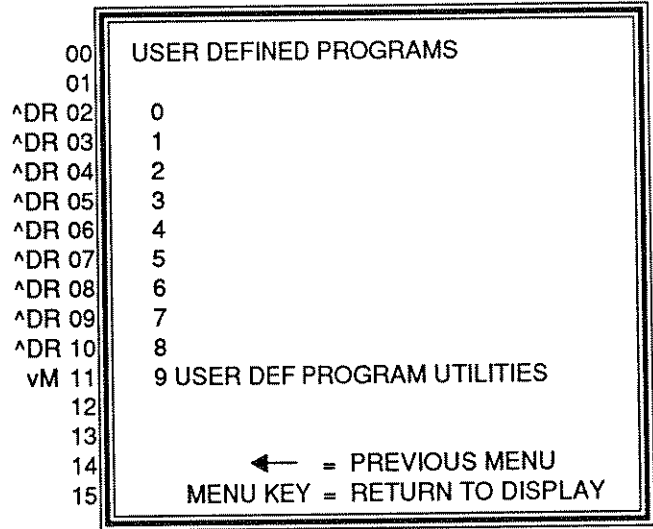 00 USER DEFINED PROGRAMS
01
^DR 02 0
^DR 03 1
^DR 04 2
^DR 05 3
^DR 06 4
^DR 07 5
^DR 08 6
^DR 09 7
^DR 10 8
vM 11 9 USER DEF PROGRAM UTILITIES
12
13
14 ← = PREVIOUS MENU
15 MENU KEY = RETURN TO DISPLAY